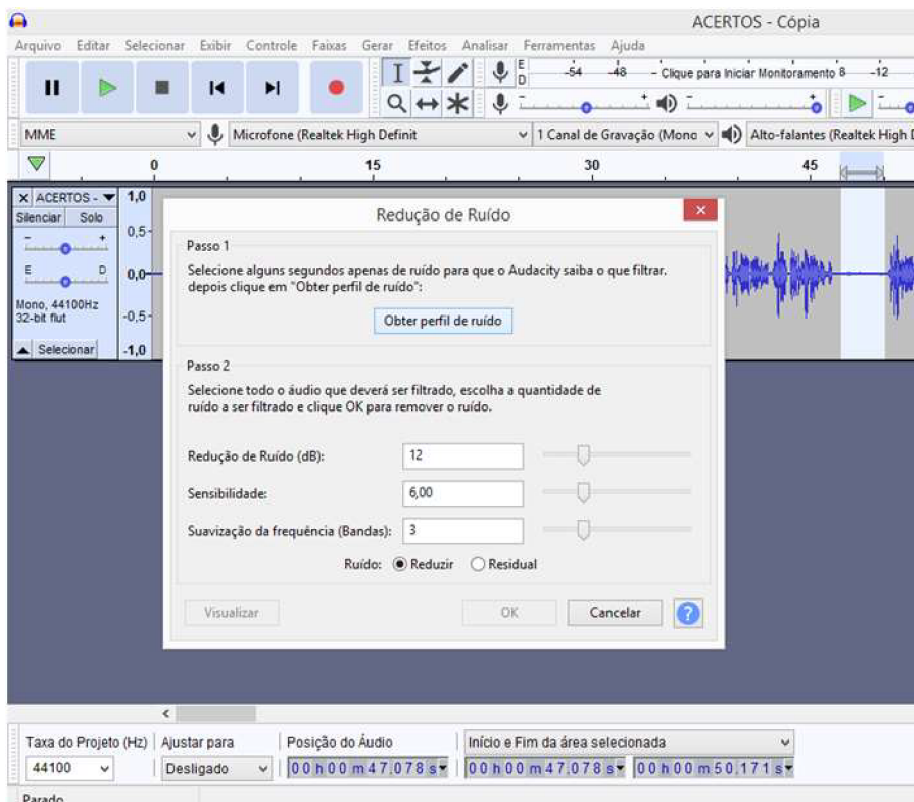 ACERTOS - Cópia
Arquivo Editar Selecionar Exibir Controle Faixas Gerar Efeitos Analisar Ferramentas Ajuda
E
D
-54 -48 - Clique para Iniciar Monitoramento 8 -12
MME Microfone (Realtek High Definit 1 Canal de Gravação (Mono Alto-falantes (Realtek High
0 15 30 45
X ACERTOS -
Silenciar Solo
- +
E D
Mono, 44100Hz
32-bit flut
Selecionar
1,0
0,5-
0,0-
-0,5-
-1,0
Redução de Ruído
Passo 1
Selecione alguns segundos apenas de ruído para que o Audacity saiba o que filtrar.
depois clique em "Obter perfil de ruído":
Obter perfil de ruído
Passo 2
Selecione todo o áudio que deverá ser filtrado, escolha a quantidade de
ruído a ser filtrado e clique OK para remover o ruído.
Redução de Ruído (dB): 12
Sensibilidade: 6,00
Suavização da frequência (Bandas): 3
Ruído: Reduzir Residual
Visualizar OK Cancelar ?
Taxa do Projeto (Hz) Ajustar para Posição do Áudio Início e Fim da área selecionada
44100 Desligado 00 h 00 m 47.078 s 00 h 00 m 47.078 s 00 h 00 m 50.171 s
Parado